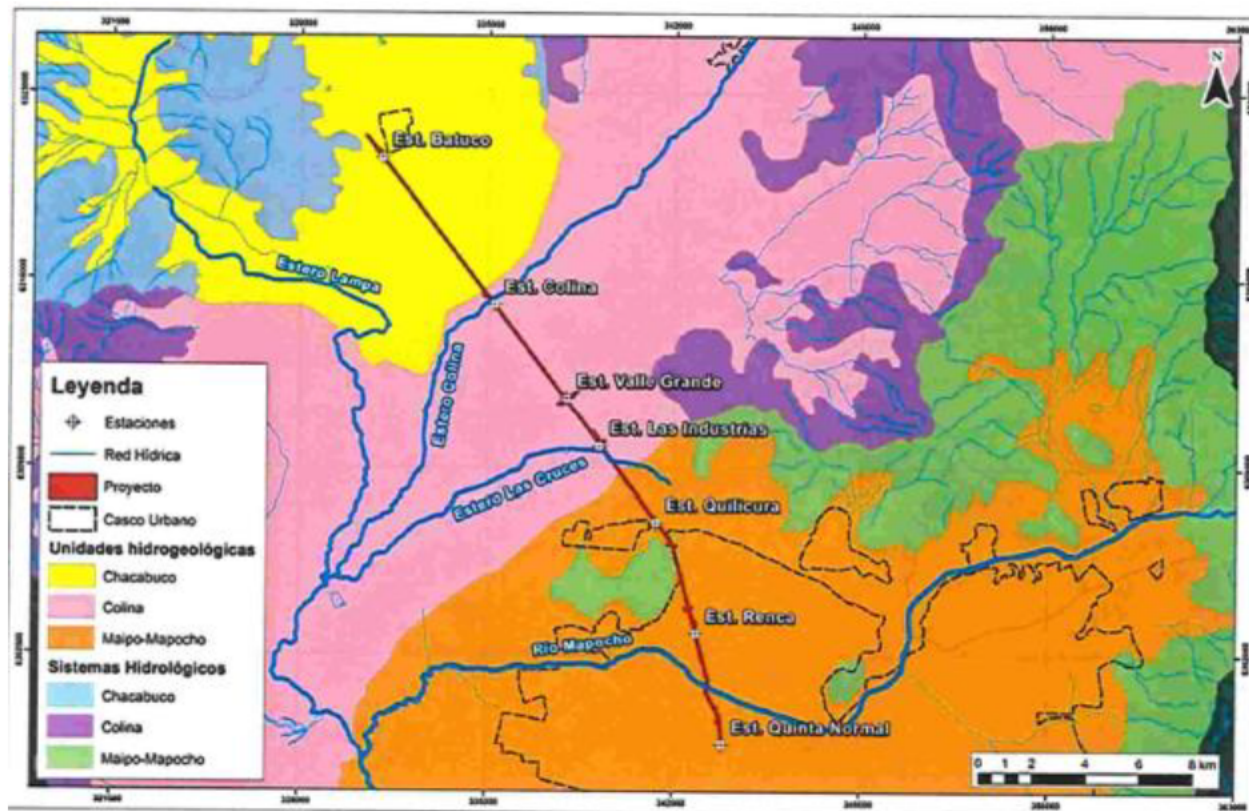 N
Est. Batuco
Estero Lampa
Est. Colina
Estero Colina
Est. Valle Grande
Est. Las Industrias
Estero Las Cruces
Est. Quilicura
Est. Renca
Rio Mapocho
Est. Quinta Normal
Leyenda
Estaciones
Red Hídrica
Proyecto
Casco Urbano
Unidades hidrogeológicas
Chacabuco
Colina
Maipo-Mapocho
Sistemas Hidrológicos
Chacabuco
Colina
Maipo-Mapocho
0 1 2 4 6 8 km